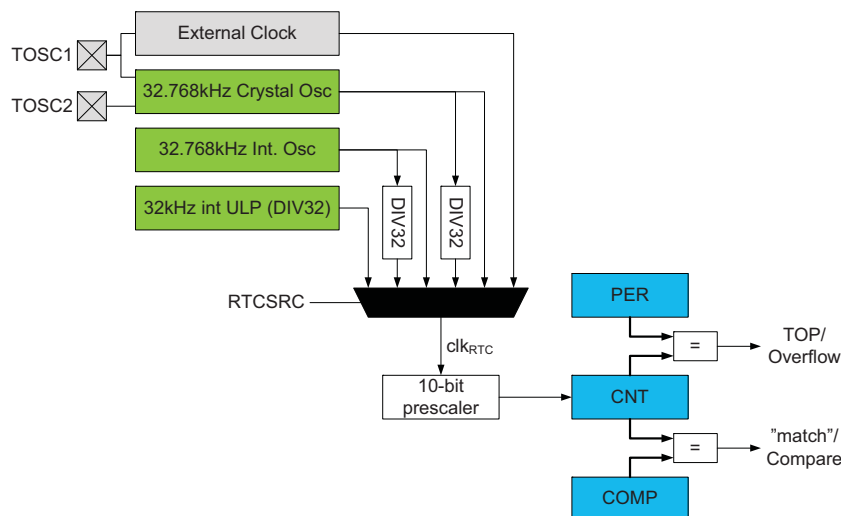 External Clock
TOSC1
32.768kHz Crystal Osc
TOSC2
32.768kHz Int. Osc
32kHz int ULP (DIV32)
DIV32
DIV32
RTCSRC
PER
=
TOP/
Overflow
clkRTC
10-bit
prescaler
CNT
=
”match”/
Compare
COMP